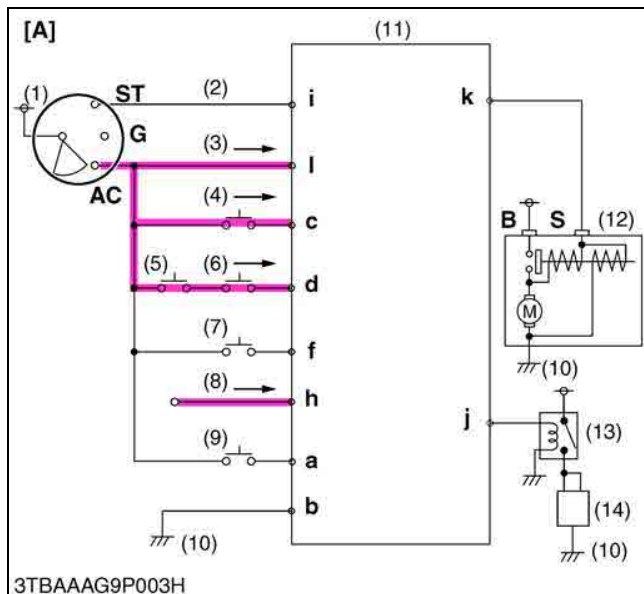 [A]
(11)
(1)
ST
(2)
i
k
G
(3)
l
AC
(4)
c
B
S
(12)
(5)
(6)
d
M
(7)
f
(10)
(8)
h
j
(13)
(9)
a
(14)
b
(10)
(10)
3TBAAAG9P003H